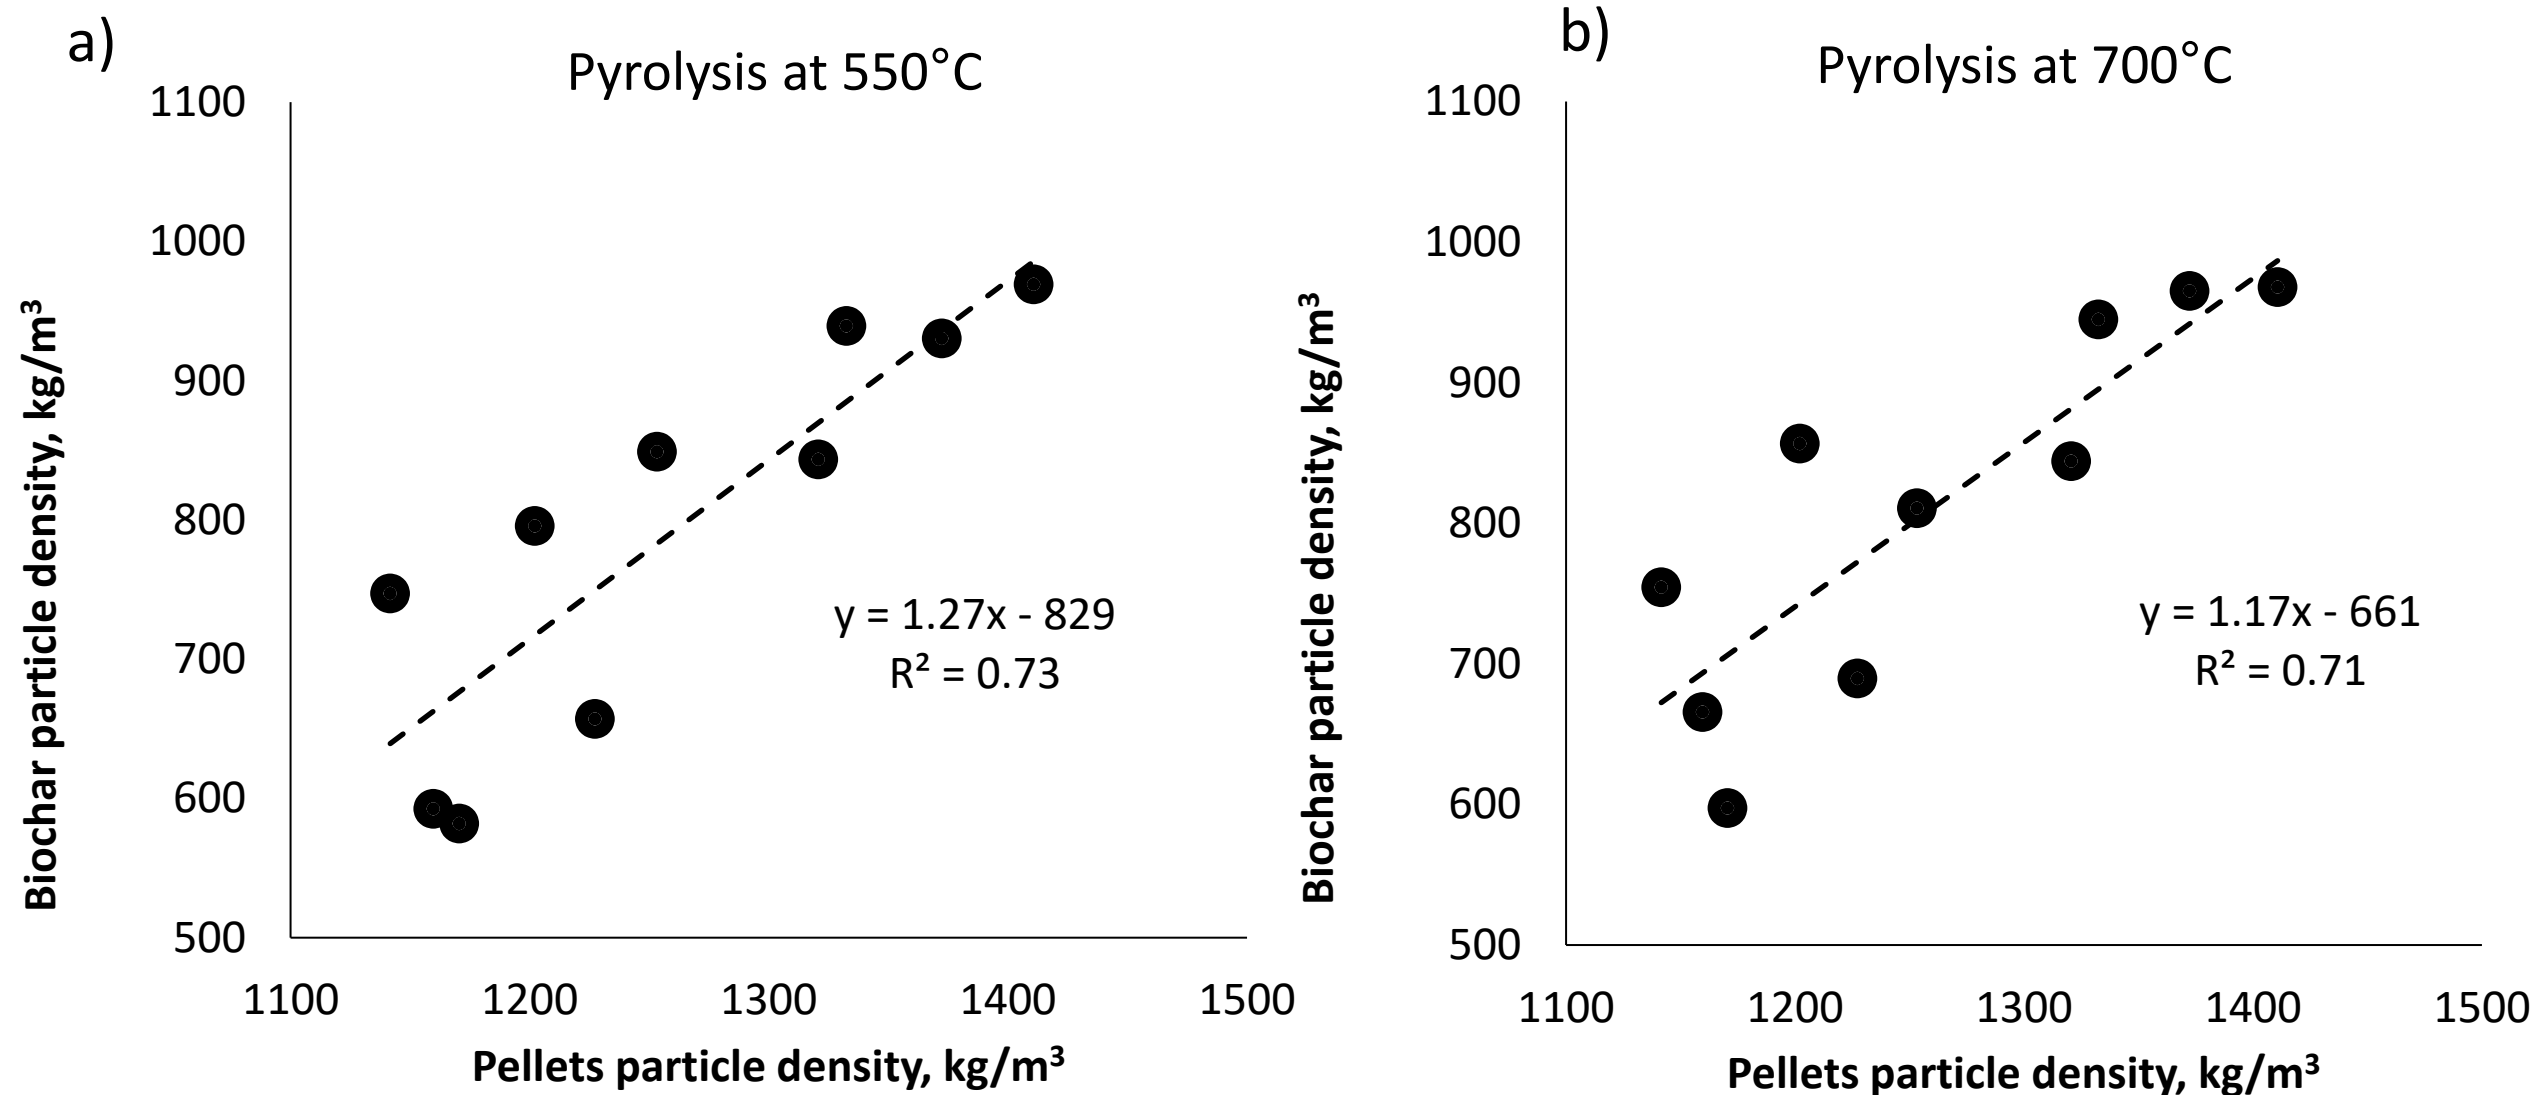 a)
Pyrolysis at 550°C
1100
1000
900
800
700
600
500
Biochar particle density, kg/m³
y = 1.27x - 829
R² = 0.73
1100 1200 1300 1400 1500
Pellets particle density, kg/m³
b)
Pyrolysis at 700°C
1100
1000
900
800
700
600
500
Biochar particle density, kg/m³
y = 1.17x - 661
R² = 0.71
1100 1200 1300 1400 1500
Pellets particle density, kg/m³